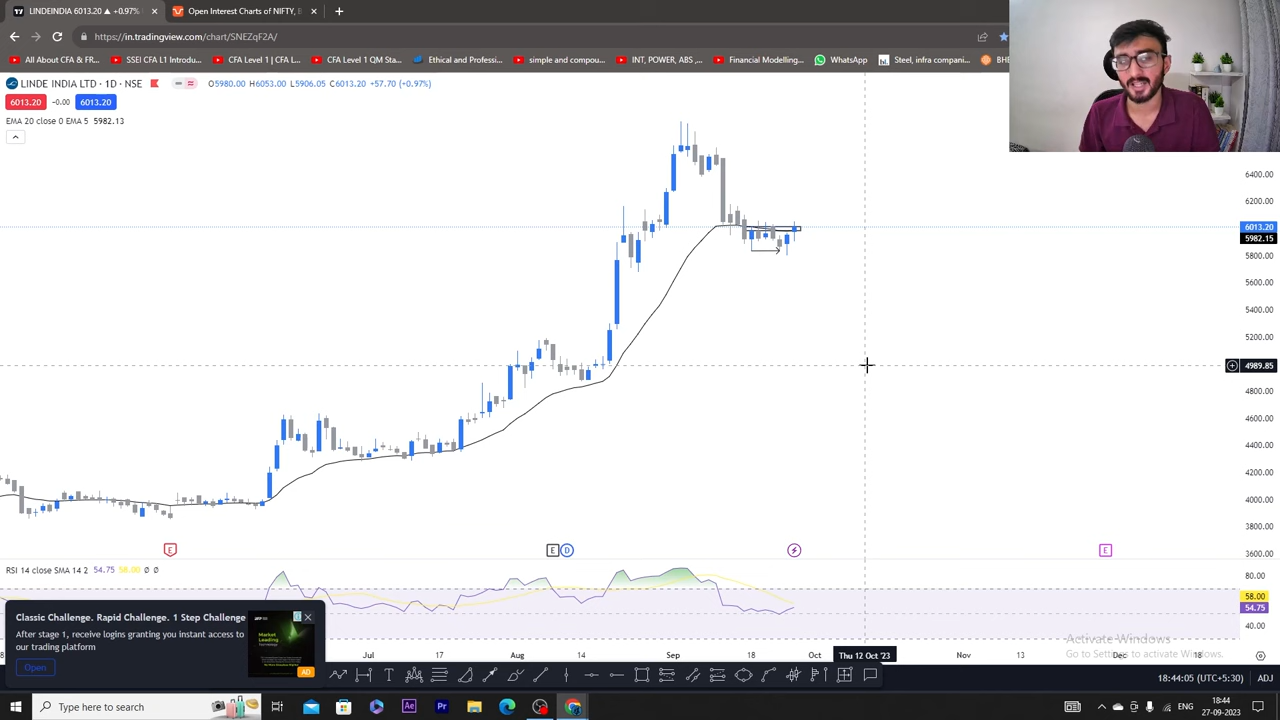 LINDEINDIA 6013.20 ▲ +0.97%
Open Interest Charts of NIFTY, B
https://in.tradingview.com/chart/SNEZqF2A/
All About CFA & FR...
SSEI CFA L1 Introdu...
CFA Level 1 | CFA L...
CFA Level 1 QM Sta...
Ethical and Professi...
simple and compou...
INT, POWER, ABS ,...
Financial Modelling...
WhatsApp
Steel, infra compani...
LINDE INDIA LTD · 1D · NSE
O5980.00 H6053.00 L5906.05 C6013.20 +57.70 (+0.97%)
6013.20 -0.00 6013.20
EMA 20 close 0 EMA 5 5982.13
6400.00
6200.00
6013.20
5982.15
5800.00
5600.00
5400.00
5200.00
4989.85
4800.00
4600.00
4400.00
4200.00
4000.00
3800.00
3600.00
E
E D
E
RSI 14 close SMA 14 2 54.75 58.00 Ø Ø
80.00
58.00
54.75
40.00
Classic Challenge. Rapid Challenge. 1 Step Challenge
After stage 1, receive logins granting you instant access to
our trading platform
Open
Market
Leading
AD
Activate Windows
Go to Settings to activate Windows.
Jul 17 Aug 14 Sep 18 Oct Thu 12 Oct '23 Nov 13 Dec 18
18:44:05 (UTC+5:30) ADJ
Type here to search
18:44
27-09-2023